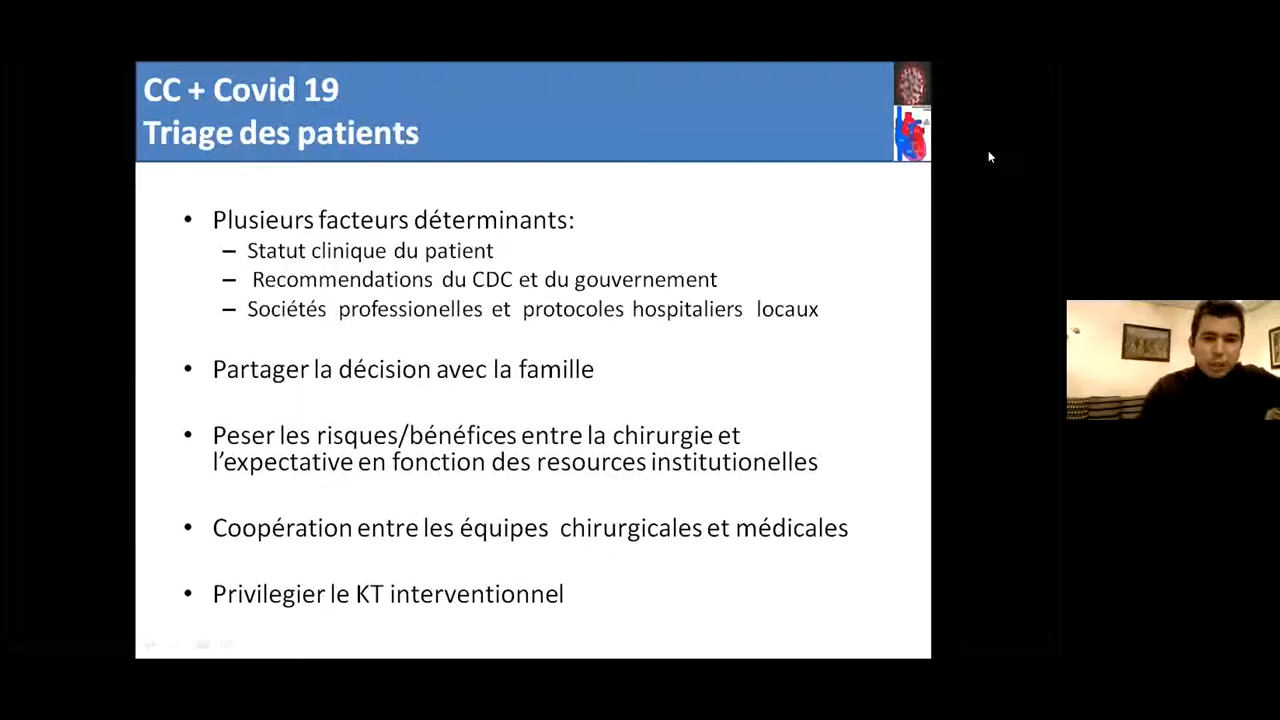 CC + Covid 19
Triage des patients
• Plusieurs facteurs déterminants:
– Statut clinique du patient
– Recommendations du CDC et du gouvernement
– Sociétés professionelles et protocoles hospitaliers locaux
• Partager la décision avec la famille
• Peser les risques/bénéfices entre la chirurgie et
l’expectative en fonction des resources institutionelles
• Coopération entre les équipes chirurgicales et médicales
• Privilegier le KT interventionnel